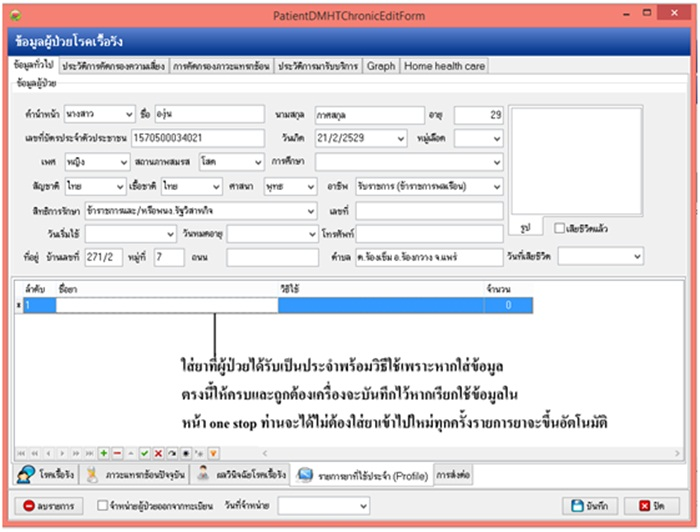 PatientDMHTChronicEditForm
ข้อมูลผู้ป่วยโรคเรื้อรัง
ข้อมูลทั่วไป ประวัติการคัดกรองความเสี่ยง การคัดกรองภาวะแทรกซ้อน ประวัติการมารับบริการ Graph Home health care
ข้อมูลผู้ป่วย
คำนำหน้า นางสาว ชื่อ อรุ่น นามสกุล กาศสกุล อายุ 29
เลขที่บัตรประจำตัวประชาชน 1570500034021 วันเกิด 21/2/2529 หมู่เลือด
เพศ หญิง สถานภาพสมรส โสด การศึกษา
สัญชาติ ไทย เชื้อชาติ ไทย ศาสนา พุทธ อาชีพ รับราชการ (ข้าราชการพลเรือน)
สิทธิการรักษา ข้าราชการและ/หรือพนง.รัฐวิสาหกิจ เลขที่
รูป เสียชีวิตแล้ว
วันเริ่มใช้ วันหมดอายุ โทรศัพท์
ที่อยู่ บ้านเลขที่ 271/2 หมู่ที่ 7 ถนน ตำบล ต.ร้องเข็ม อ.ร้องกวาง จ.แพร่ วันที่เสียชีวิต
ลำดับ ชื่อยา วิธีใช้ จำนวน
1 0
ใส่ยาที่ผู้ป่วยได้รับเป็นประจำพร้อมวิธีใช้เพราะหากใส่ข้อมูล
ตรงนี้ให้ครบและถูกต้องเครื่องจะบันทึกไว้หากเรียกใช้ข้อมูลใน
หน้า one stop ท่านจะได้ไม่ต้องใส่ยาเข้าไปใหม่ทุกครั้งรายการยาจะขึ้นอัตโนมัติ
โรคเรื้อรัง ภาวะแทรกซ้อนปัจจุบัน ผลวินิจฉัยโรคเรื้อรัง รายการยาที่ใช้ประจำ (Profile) การส่งต่อ
ลบรายการ จำหน่ายผู้ป่วยออกจากทะเบียน วันที่จำหน่าย บันทึก ปิด